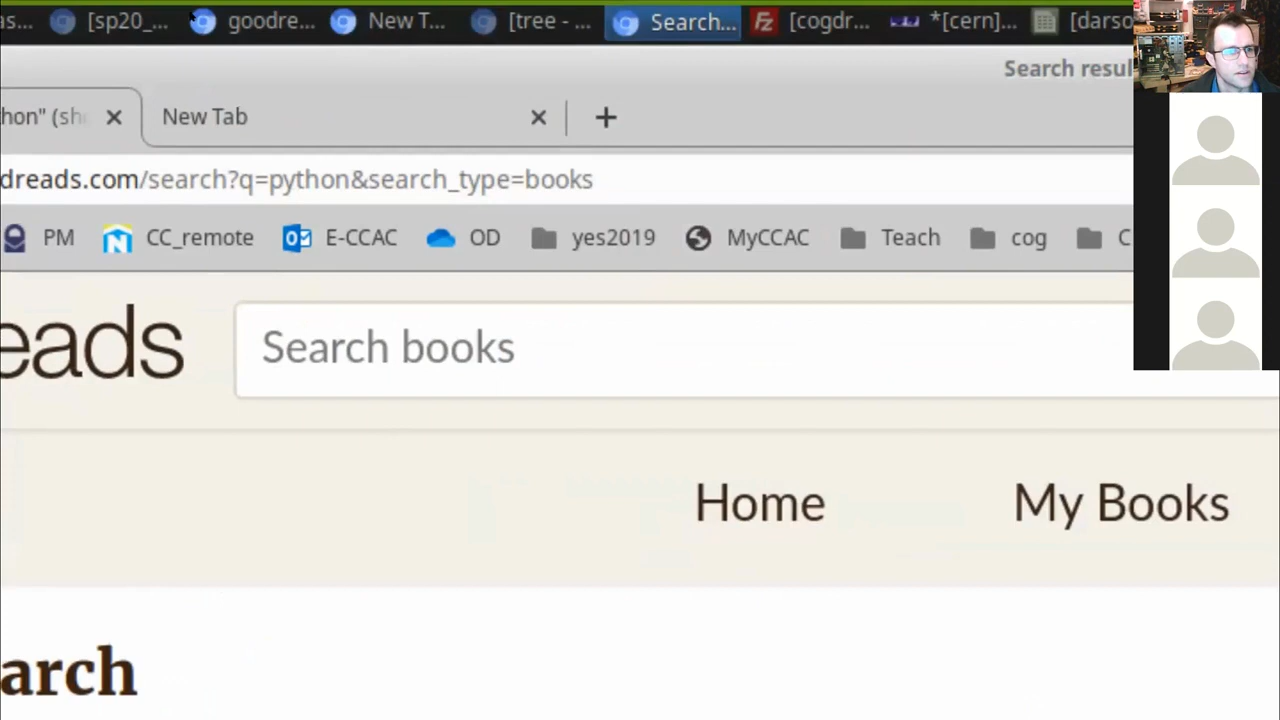 as... [sp20_... goodre... New T... [tree - ... Search... [cogdr... *[cern]... [darso
Search resul
hon" (sh New Tab
dreads.com/search?q=python&search_type=books
PM CC_remote E-CCAC OD yes2019 MyCCAC Teach cog C
eads Search books
Home My Books
arch